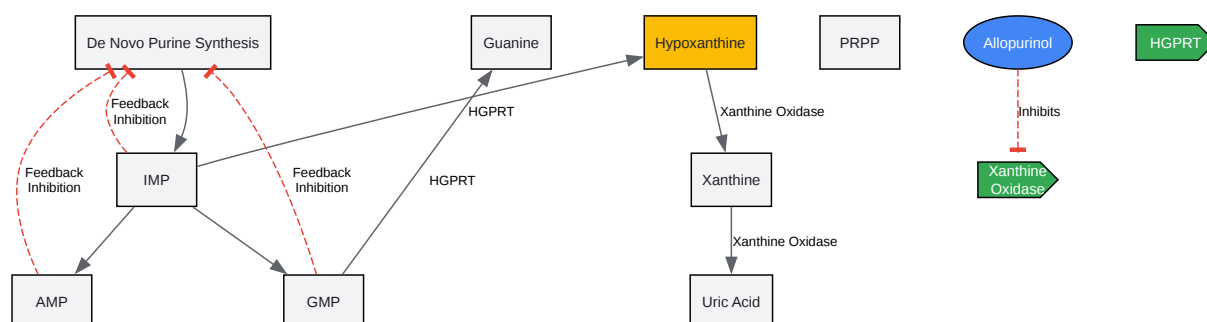 De Novo Purine Synthesis
Guanine
Hypoxanthine
PRPP
Allopurinol
HGPRT
Feedback
Inhibition
HGPRT
Xanthine Oxidase
Inhibits
Feedback
Inhibition
IMP
Feedback
Inhibition
HGPRT
Xanthine
Xanthine
Oxidase
Xanthine Oxidase
AMP
GMP
Uric Acid